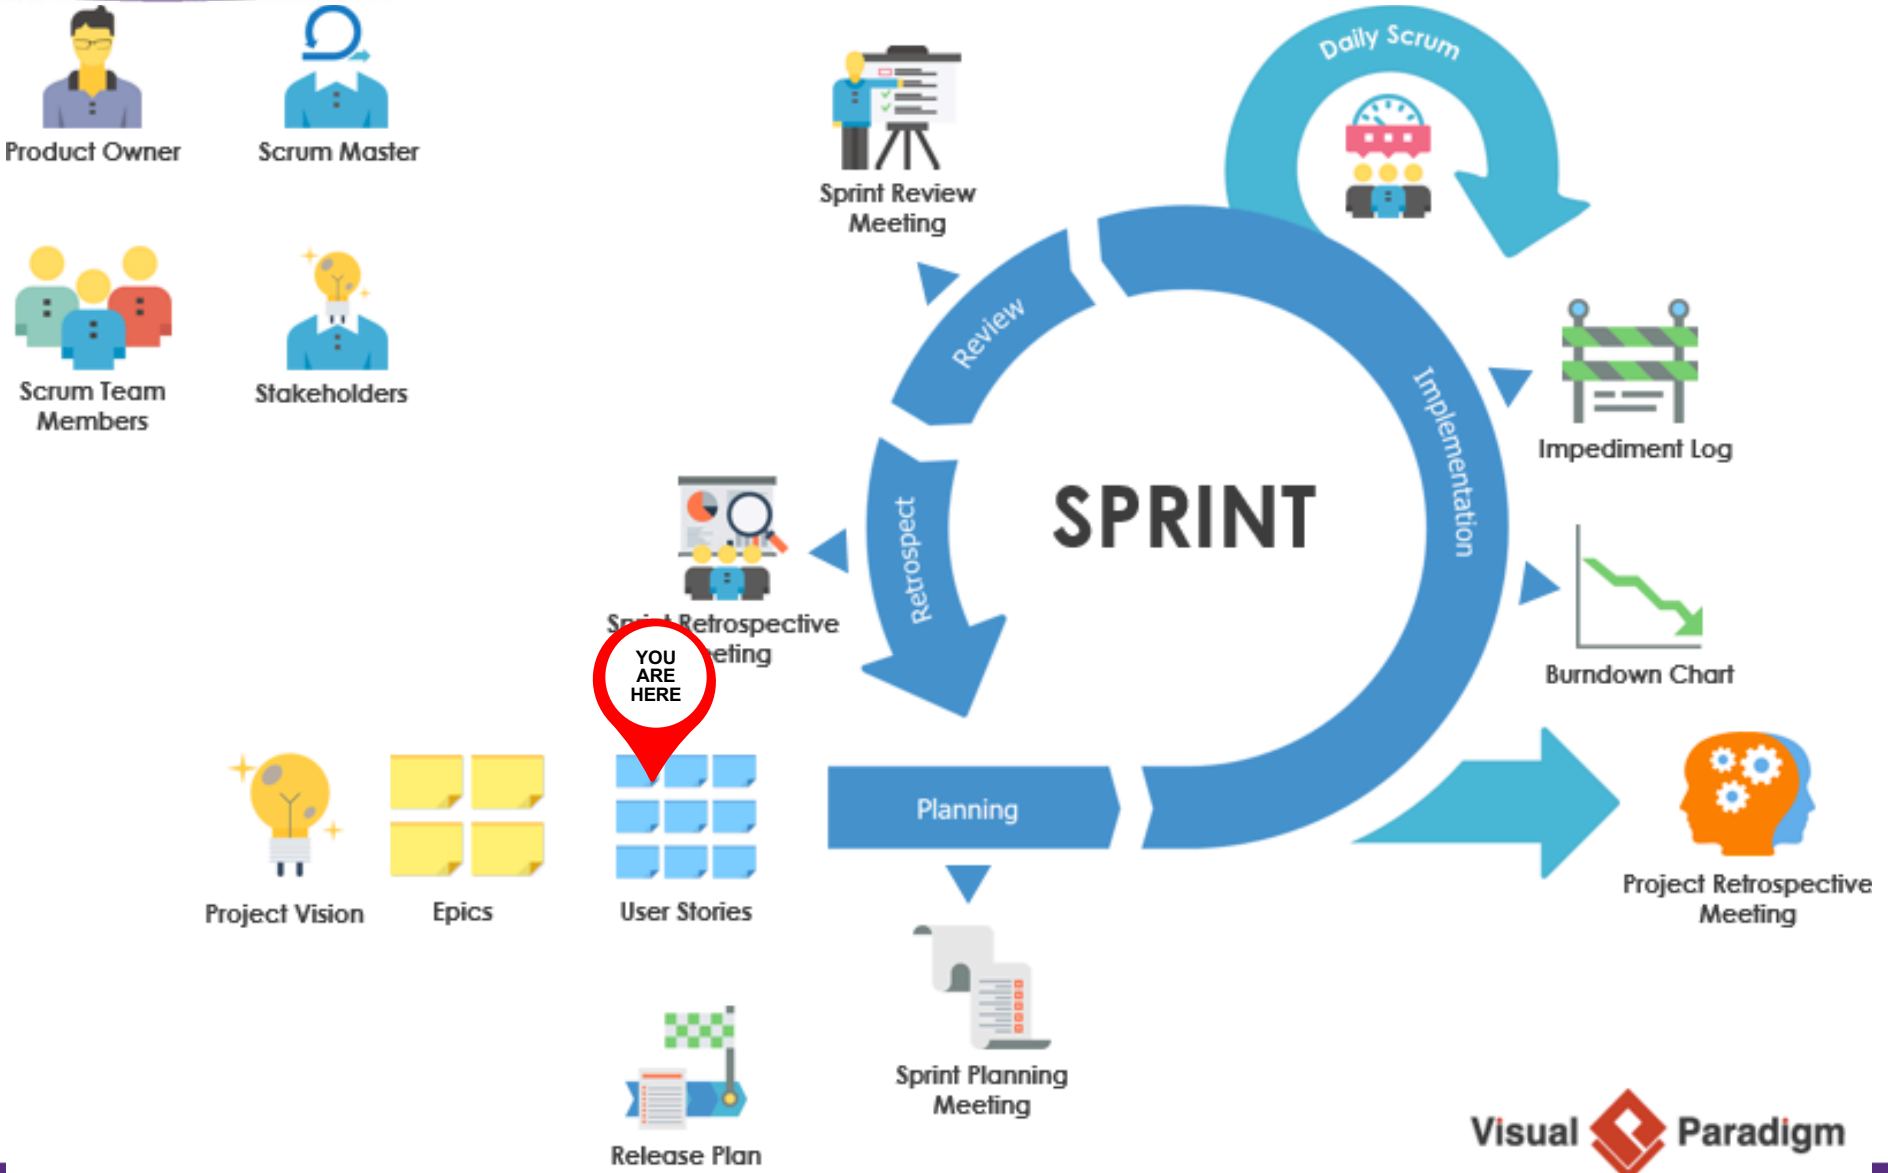 Product Owner
Scrum Master
Scrum Team
Members
Stakeholders
Sprint Review
Meeting
Daily Scrum
Review
Implementation
Impediment Log
SPRINT
Retrospect
Retrospective
YOU
ARE
HERE
Burndown Chart
Project Vision
Epics
User Stories
Planning
Project Retrospective
Meeting
Sprint Planning
Meeting
Release Plan
Visual Paradigm